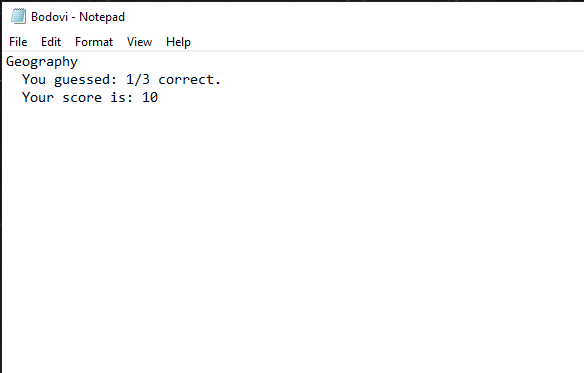 Bodovi - Notepad
File Edit Format View Help
Geography
  You guessed: 1/3 correct.
  Your score is: 10